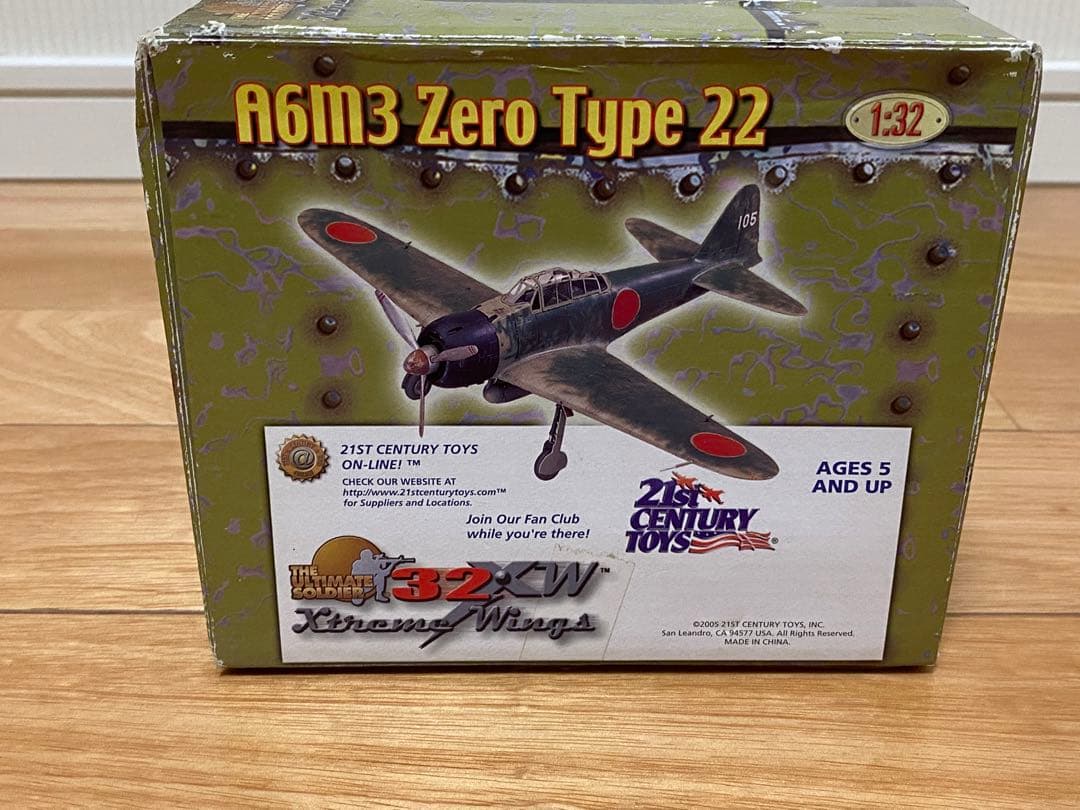 A6M3 Zero Type 22
1:32
105
21ST CENTURY TOYS
ON-LINE! ™
CHECK OUR WEBSITE AT
http://www.21stcenturytoys.com™
for Suppliers and Locations.
Join Our Fan Club
while you're there!
21st
CENTURY
TOYS®
AGES 5
AND UP
THE
ULTIMATE
SOLDIER
32XW™
Xtreme Wings
©2005 21ST CENTURY TOYS, INC.
San Leandro, CA 94577 USA. All Rights Reserved.
MADE IN CHINA.